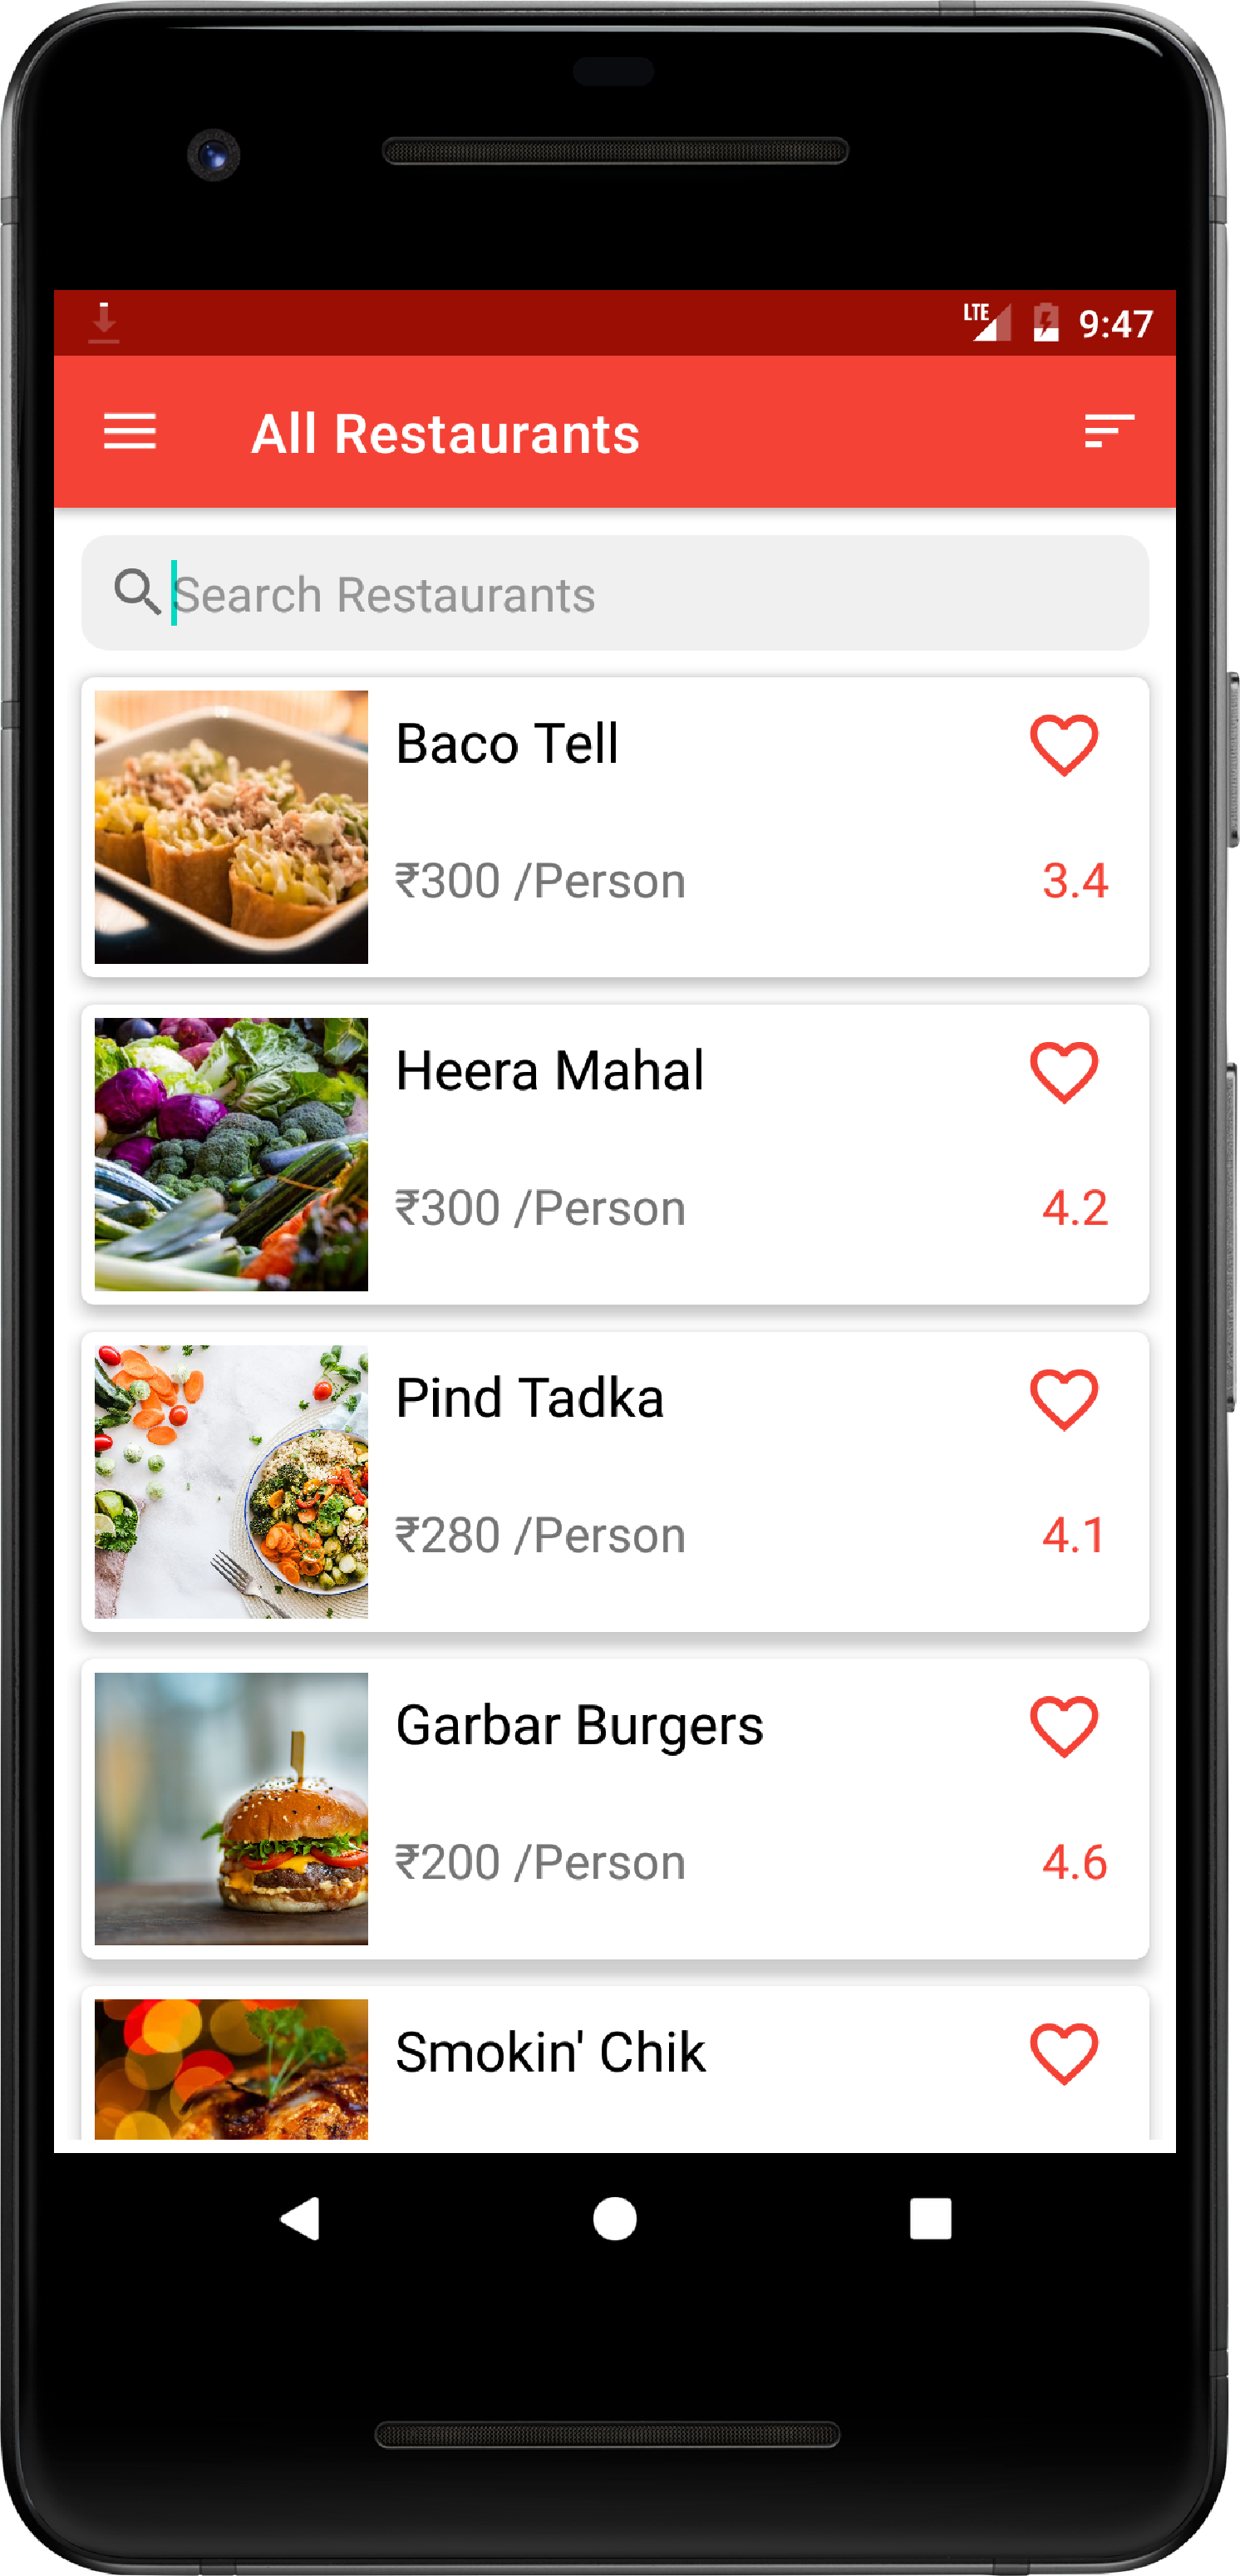 LTE 9:47
All Restaurants
Search Restaurants
Baco Tell
₹300 /Person 3.4
Heera Mahal
₹300 /Person 4.2
Pind Tadka
₹280 /Person 4.1
Garbar Burgers
₹200 /Person 4.6
Smokin' Chik